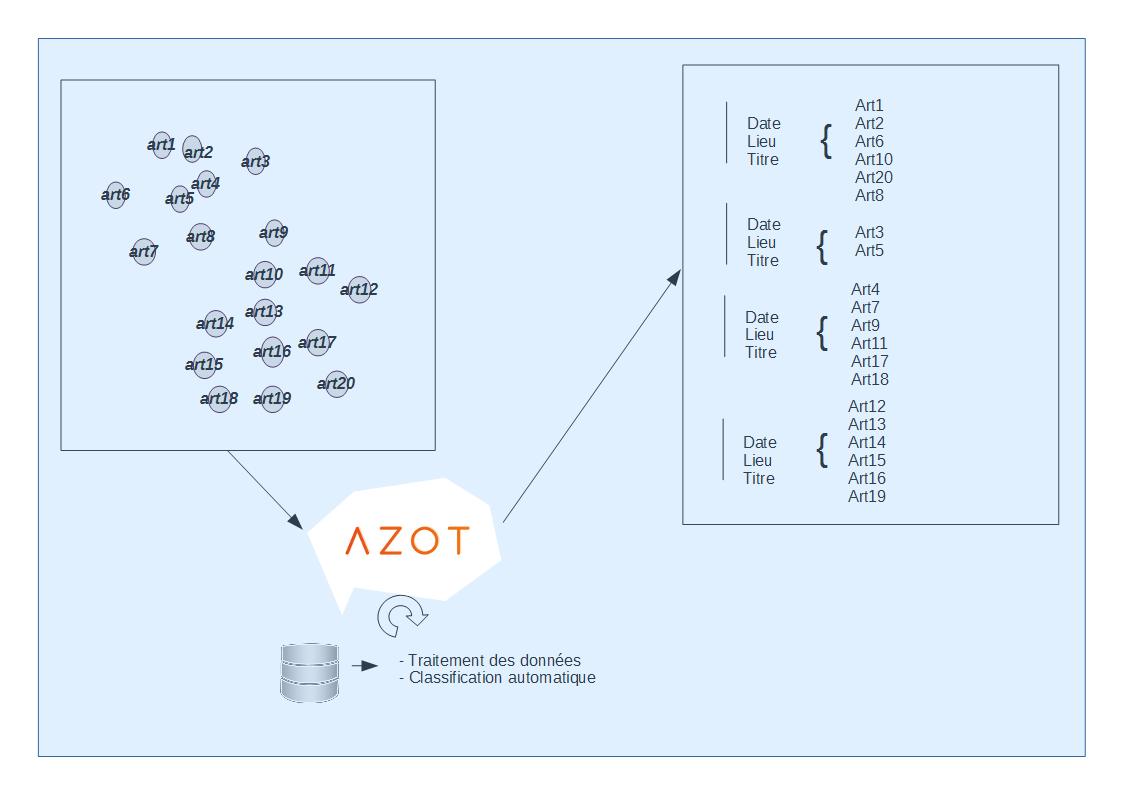 art1
art2
art3
art4
art6
art5
art8
art9
art7
art10
art11
art12
art13
art14
art17
art16
art15
art20
art18
art19
ΛZOT
- Traitement des données
- Classification automatique
Date
Lieu
Titre
{
Art1
Art2
Art6
Art10
Art20
Art8
Date
Lieu
Titre
{
Art3
Art5
Date
Lieu
Titre
{
Art4
Art7
Art9
Art11
Art17
Art18
Date
Lieu
Titre
{
Art12
Art13
Art14
Art15
Art16
Art19